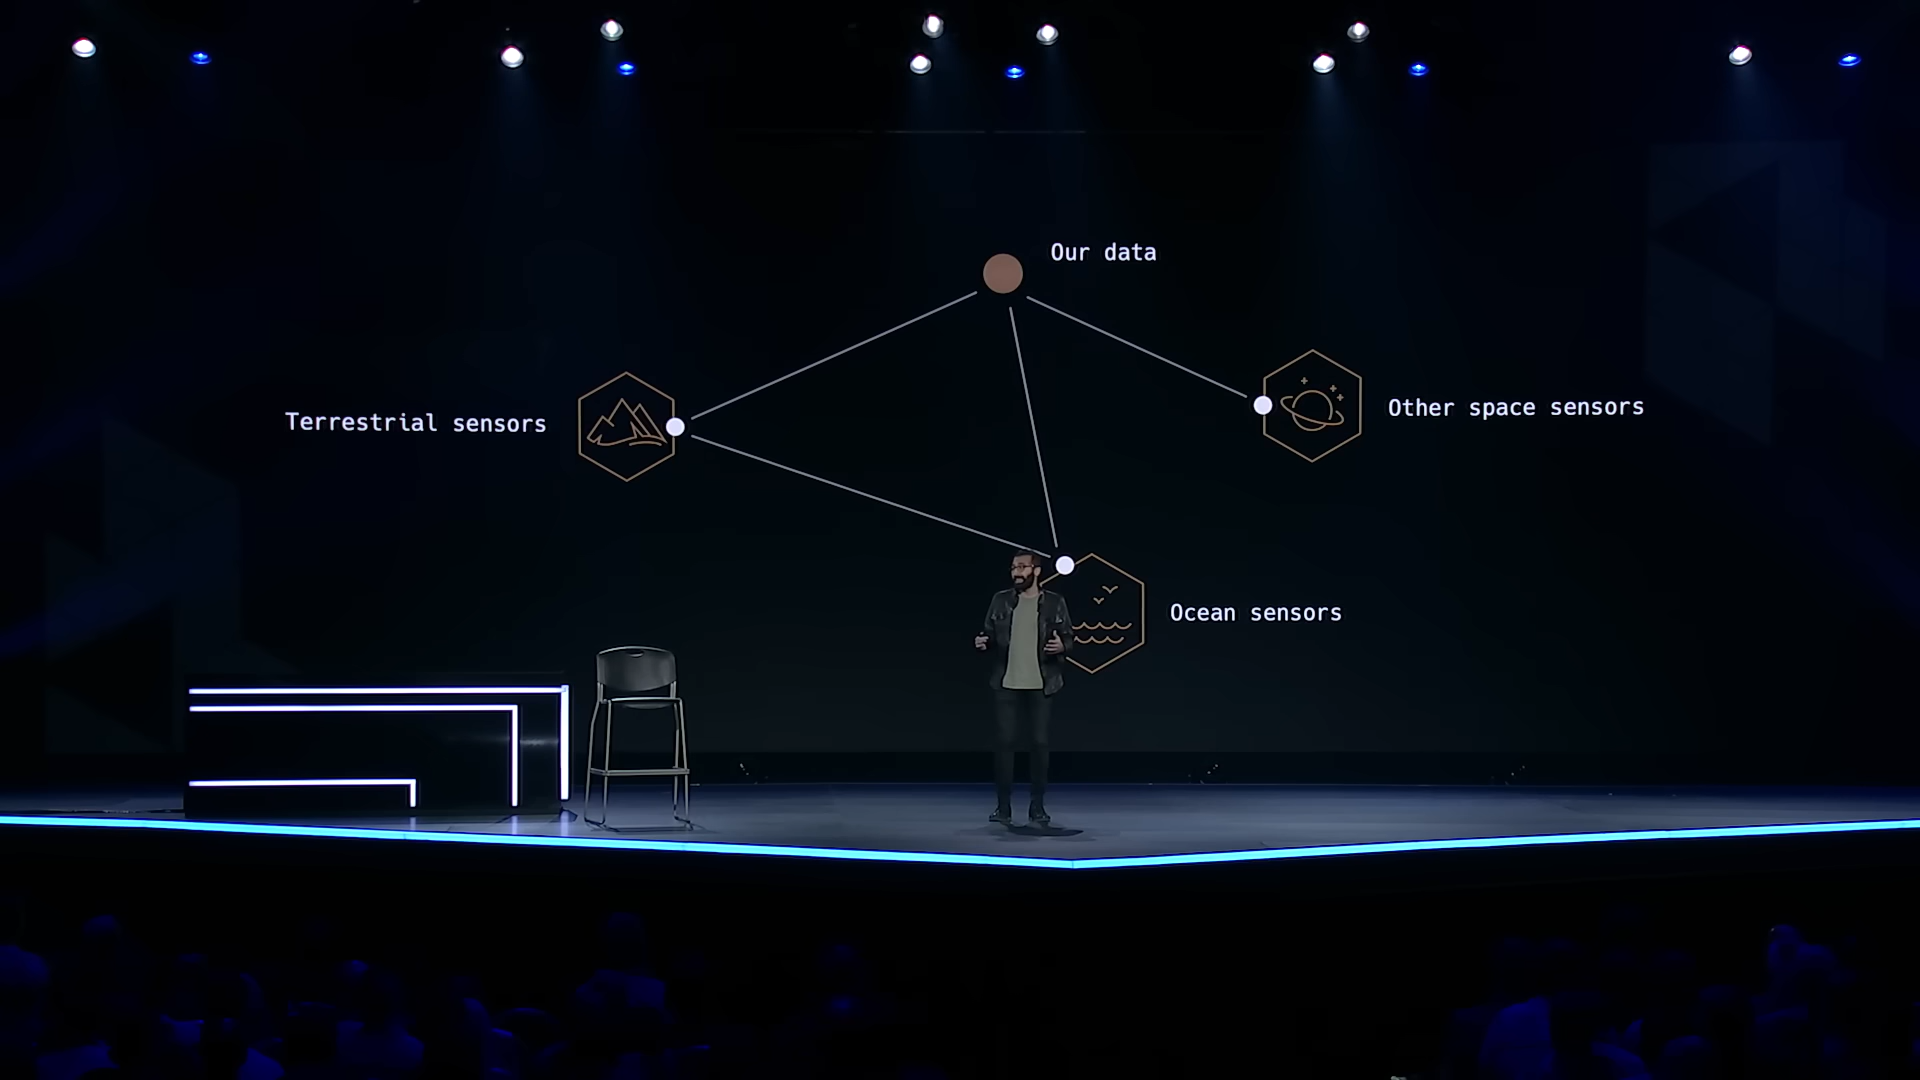 Our data
Terrestrial sensors
Other space sensors
Ocean sensors